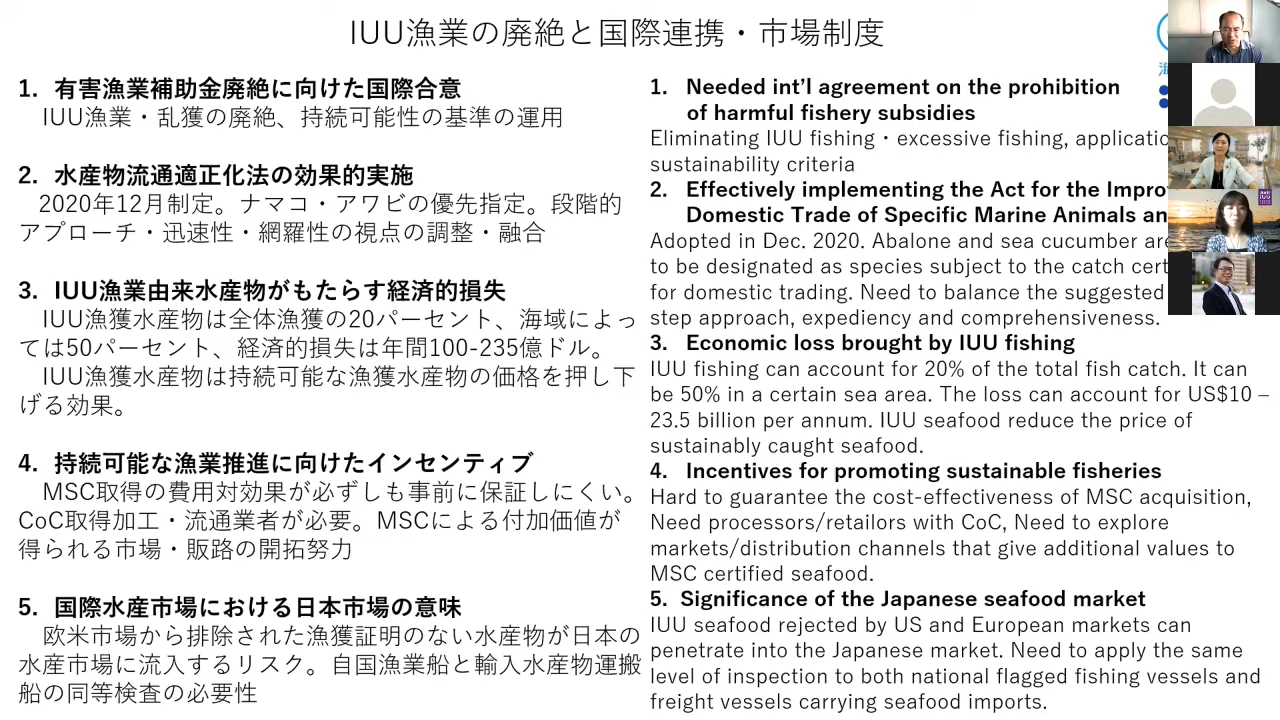 IUU漁業の廃絶と国際連携・市場制度
1. 有害漁業補助金廃絶に向けた国際合意
IUU漁業・乱獲の廃絶、持続可能性の基準の運用
2. 水産物流通適正化法の効果的実施
2020年12月制定。ナマコ・アワビの優先指定。段階的
アプローチ・迅速性・網羅性の視点の調整・融合
3. IUU漁業由来水産物がもたらす経済的損失
IUU漁獲水産物は全体漁獲の20パーセント、海域によっ
ては50パーセント、経済的損失は年間100-235億ドル。
IUU漁獲水産物は持続可能な漁獲水産物の価格を押し下
げる効果。
4. 持続可能な漁業推進に向けたインセンティブ
MSC取得の費用対効果が必ずしも事前に保証しにくい。
CoC取得加工・流通業者が必要。MSCによる付加価値が
得られる市場・販路の開拓努力
5. 国際水産市場における日本市場の意味
欧米市場から排除された漁獲証明のない水産物が日本の
水産市場に流入するリスク。自国漁業船と輸入水産物運搬
船の同等検査の必要性
1. Needed int’l agreement on the prohibition
of harmful fishery subsidies
Eliminating IUU fishing・excessive fishing, applicatio
sustainability criteria
2. Effectively implementing the Act for the Impro
Domestic Trade of Specific Marine Animals an
Adopted in Dec. 2020. Abalone and sea cucumber are
to be designated as species subject to the catch cert
for domestic trading. Need to balance the suggested
step approach, expediency and comprehensiveness.
3. Economic loss brought by IUU fishing
IUU fishing can account for 20% of the total fish catch. It can
be 50% in a certain sea area. The loss can account for US$10 –
23.5 billion per annum. IUU seafood reduce the price of
sustainably caught seafood.
4. Incentives for promoting sustainable fisheries
Hard to guarantee the cost-effectiveness of MSC acquisition,
Need processors/retailors with CoC, Need to explore
markets/distribution channels that give additional values to
MSC certified seafood.
5. Significance of the Japanese seafood market
IUU seafood rejected by US and European markets can
penetrate into the Japanese market. Need to apply the same
level of inspection to both national flagged fishing vessels and
freight vessels carrying seafood imports.
海
Anti
IUU